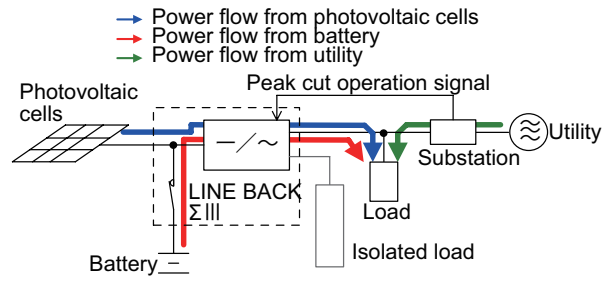 Power flow from photovoltaic cells
Power flow from battery
Power flow from utility
Peak cut operation signal
Photovoltaic
cells
Utility
Substation
LINE BACK
ΣIII
Load
Isolated load
Battery